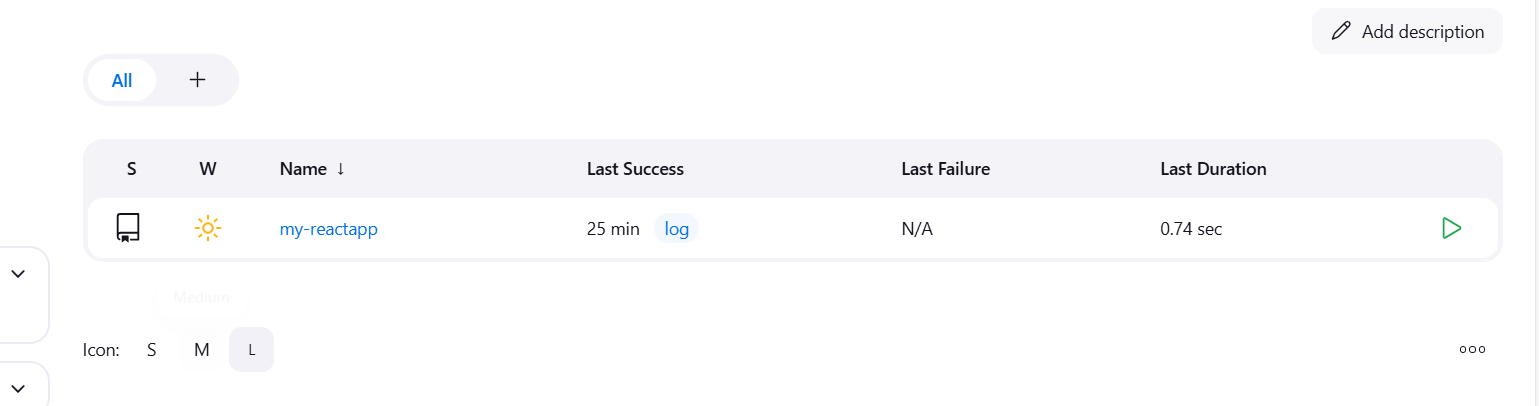 Add description
All +
S W Name ↓ Last Success Last Failure Last Duration
my-reactapp 25 min log N/A 0.74 sec
Medium
Icon: S M L